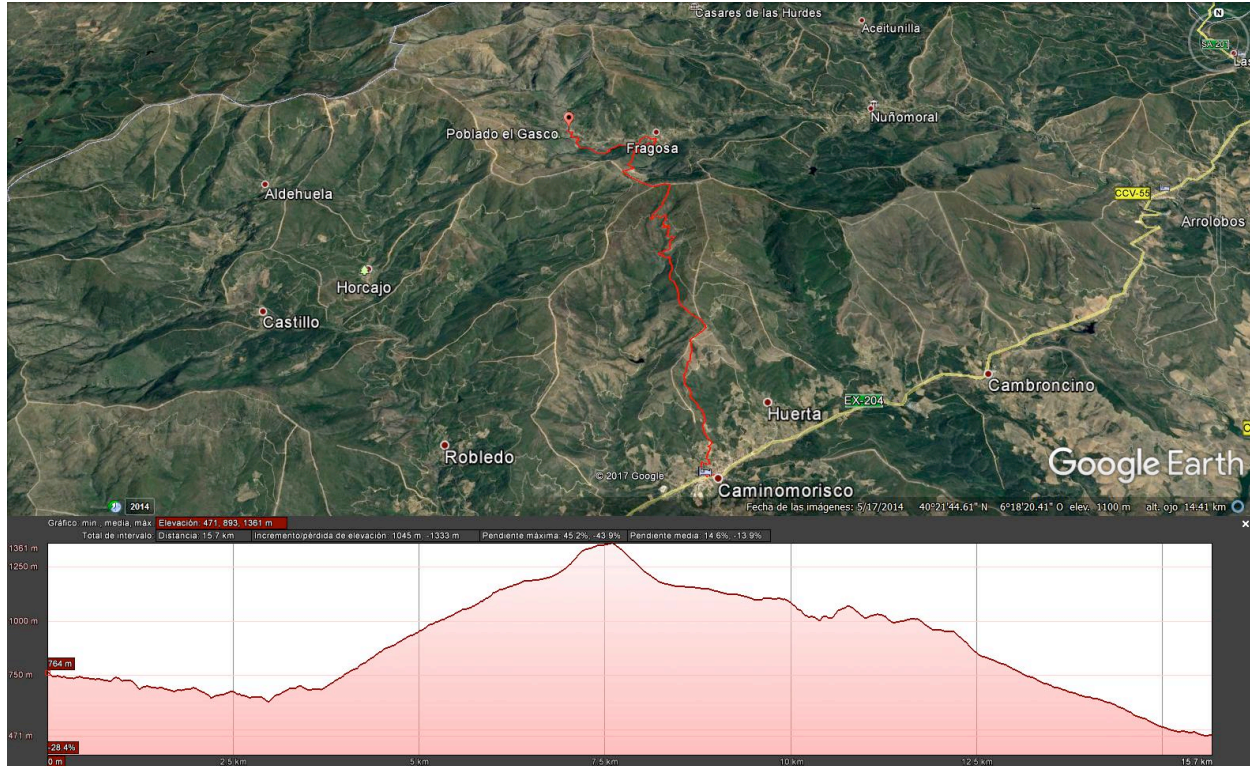 Casares de las Hurdes
N
Aceitunilla
SA-201
Las
Nuñomoral
Poblado el Gasco
Fragosa
Aldehuela
CCV-55
Arrolobos
Horcajo
Castillo
Cambroncino
EX-204
Huerta
Robledo
Google Earth
© 2017 Google
Caminomorisco
2014
Fecha de las imágenes: 5/17/2014 40°21'44.61" N 6°18'20.41" O elev. 1100 m alt. ojo 14.41 km
Gráfico: mín., media, máx. Elevación: 471, 893, 1361 m
Total de intervalo: Distancia: 15.7 km Incremento/pérdida de elevación: 1045 m, -1333 m Pendiente máxima: 45.2%, -43.9% Pendiente media: 14.6%, -13.9%
1361 m
1250 m
1000 m
764 m
750 m
471 m
-28.4%
0 m 2.5 km 5 km 7.5 km 10 km 12.5 km 15.7 km